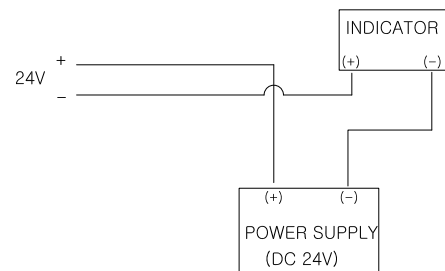 INDICATOR
(+) (-)
+
24V
-
(+) (-)
POWER SUPPLY
(DC 24V)